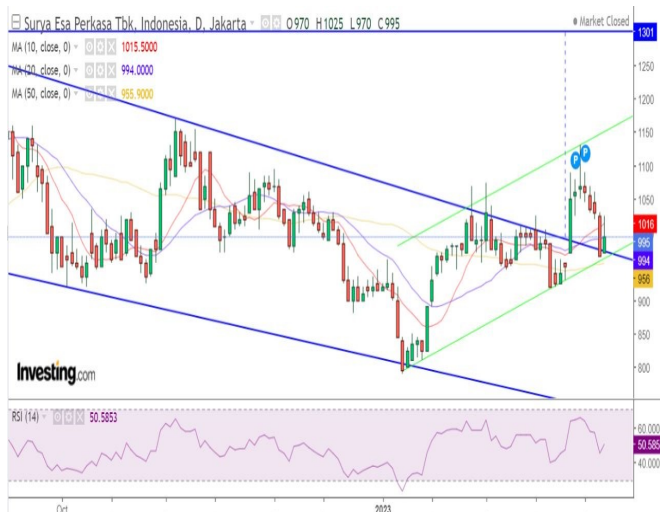 Surya Esa Perkasa Tbk, Indonesia, D, Jakarta O970 H1025 L970 C995 Market Closed
MA (10, close, 0) 1015.5000
MA (20, close, 0) 994.0000
MA (50, close, 0) 955.9000
1301
1250
1200
1150
1100
1050
1016
995
994
956
900
850
800
P P
Investing.com
RSI (14) 50.5853
60.000
50.585
40.000
Oct 2023